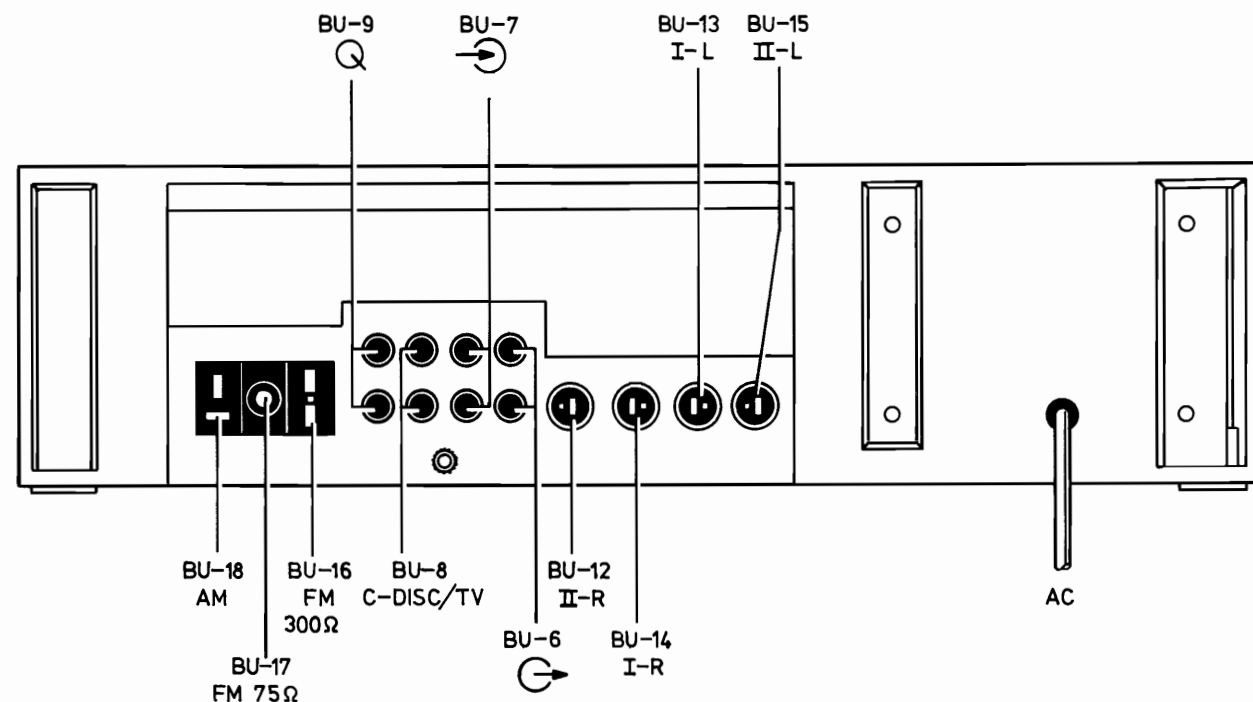 BU-9
BU-7
BU-13
I-L
BU-15
II-L
BU-18
AM
BU-16
FM
300Ω
BU-8
C-DISC/TV
BU-12
II-R
AC
BU-17
FM 75Ω
BU-6
BU-14
I-R